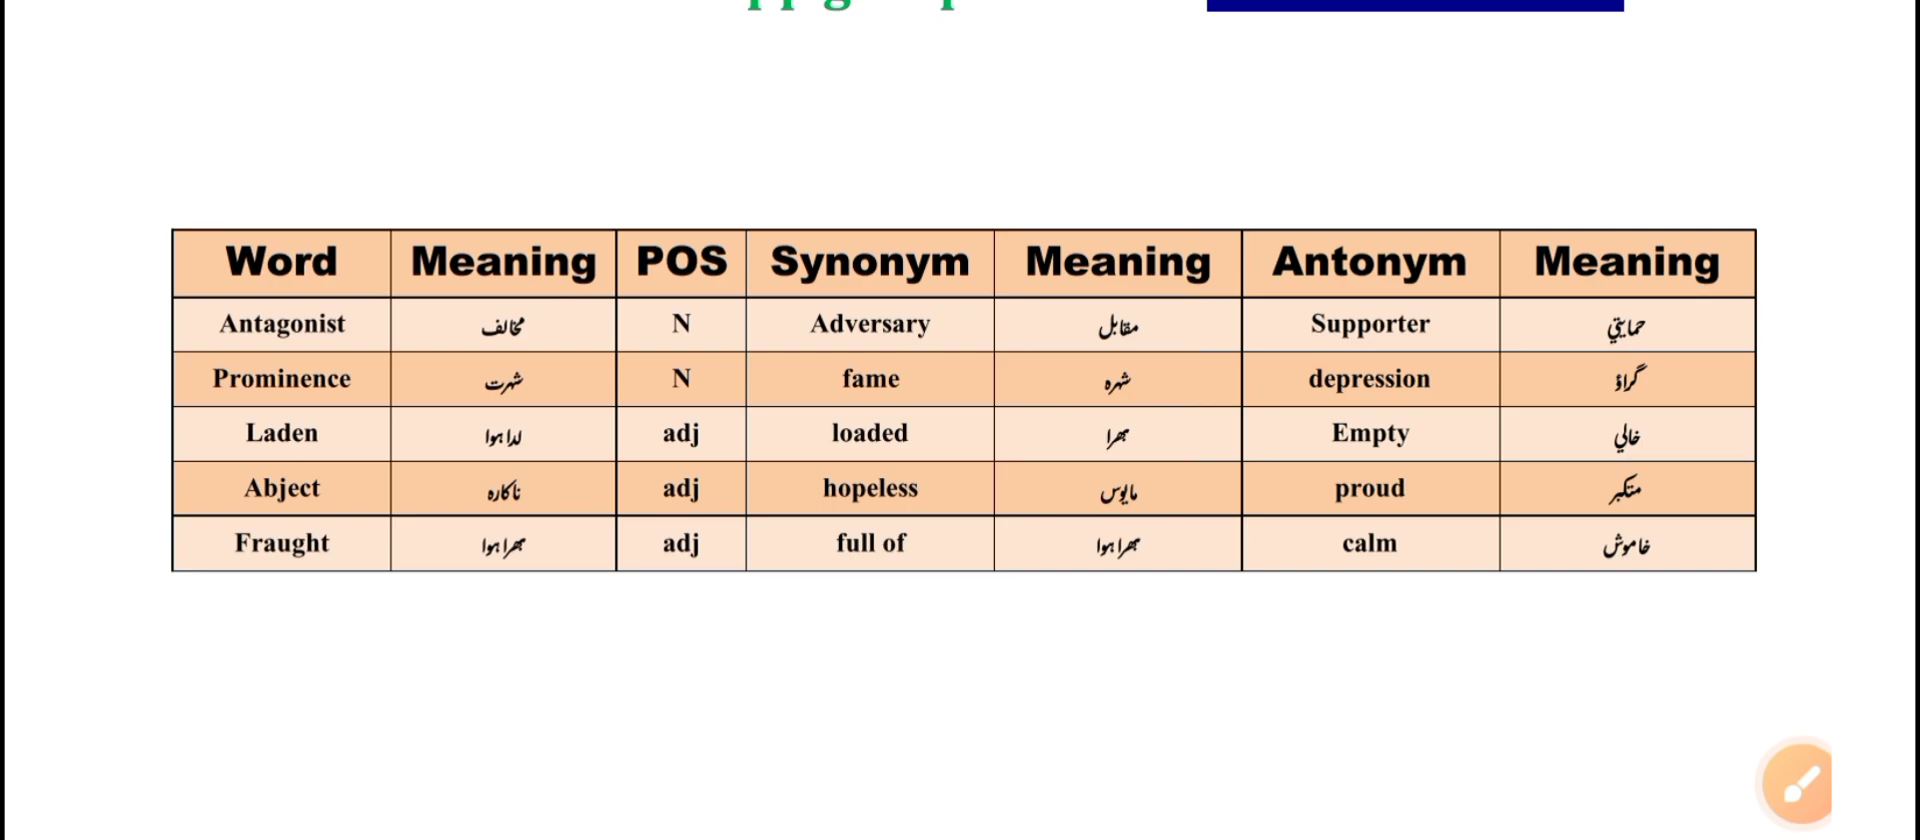 Word Meaning POS Synonym Meaning Antonym Meaning
Antagonist مخالف N Adversary مقابل Supporter حمايتي
Prominence شہرت N fame شہرہ depression گراؤ
Laden لدا ہوا adj loaded بھرا Empty خالي
Abject ناکارہ adj hopeless مایوس proud متکبر
Fraught بھرا ہوا adj full of بھرا ہوا calm خاموش